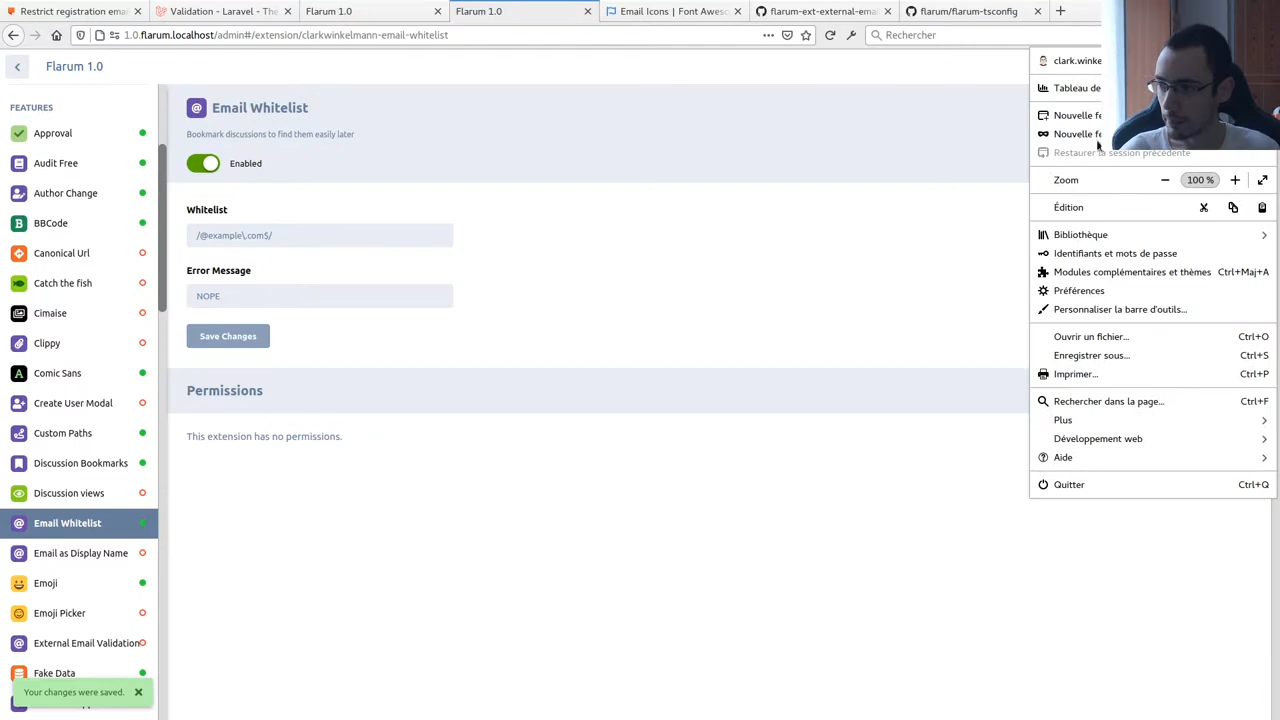 Restrict registration ema
Validation - Laravel - The
Flarum 1.0
Flarum 1.0
Email Icons | Font Aweso
flarum-ext-external-emai
flarum/flarum-tsconfig
1.0.flarum.localhost/admin#/extension/clarkwinkelmann-email-whitelist
Rechercher
Flarum 1.0
FEATURES
Approval
Audit Free
Author Change
BBCode
Canonical Url
Catch the fish
Cimaise
Clippy
Comic Sans
Create User Modal
Custom Paths
Discussion Bookmarks
Discussion views
Email Whitelist
Email as Display Name
Emoji
Emoji Picker
External Email Validation
Fake Data
Your changes were saved.
Email Whitelist
Bookmark discussions to find them easily later
Enabled
Whitelist
/@example\.com$/
Error Message
NOPE
Save Changes
Permissions
This extension has no permissions.
clark.winke
Tableau de
Nouvelle fe
Nouvelle fe
Restaurer la session précédente
Zoom 100 %
Édition
Bibliothèque
Identifiants et mots de passe
Modules complémentaires et thèmes Ctrl+Maj+A
Préférences
Personnaliser la barre d'outils...
Ouvrir un fichier... Ctrl+O
Enregistrer sous... Ctrl+S
Imprimer... Ctrl+P
Rechercher dans la page... Ctrl+F
Plus
Développement web
Aide
Quitter Ctrl+Q